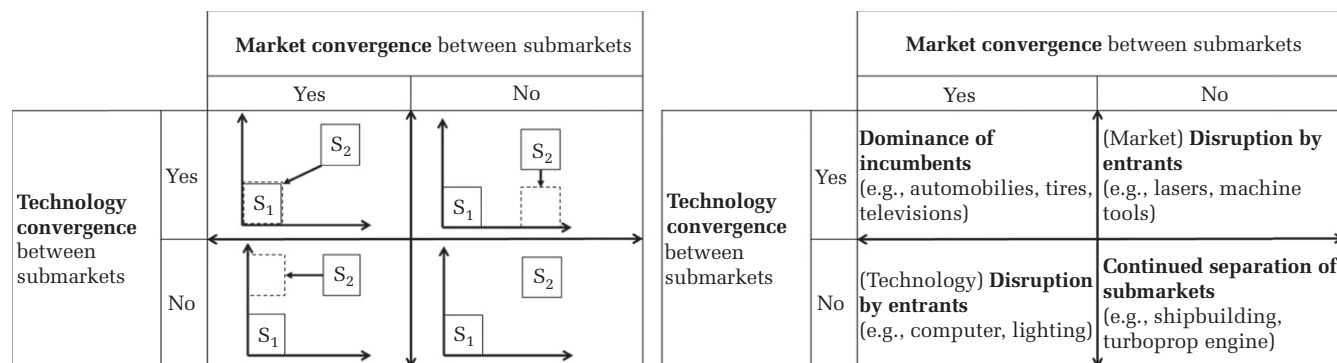 Market convergence between submarkets
Yes
No
Technology
convergence
between
submarkets
Yes
S2
S1
S2
S1
No
S2
S1
S2
S1
Market convergence between submarkets
Yes
No
Technology
convergence
between
submarkets
Yes
Dominance of
incumbents
(e.g., automobilies, tires,
televisions)
(Market) Disruption by
entrants
(e.g., lasers, machine
tools)
No
(Technology) Disruption
by entrants
(e.g., computer, lighting)
Continued separation of
submarkets
(e.g., shipbuilding,
turboprop engine)